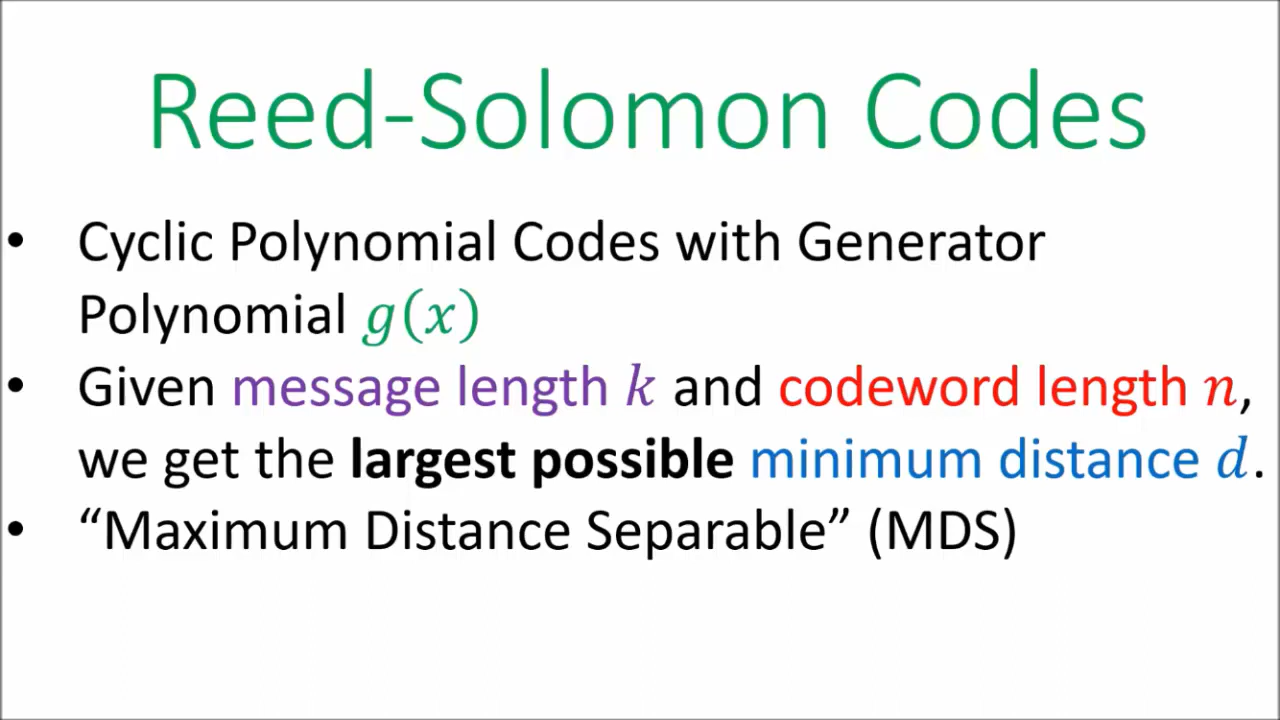 Reed-Solomon Codes
• Cyclic Polynomial Codes with Generator
Polynomial g(x)
• Given message length k and codeword length n,
we get the largest possible minimum distance d.
• “Maximum Distance Separable” (MDS)